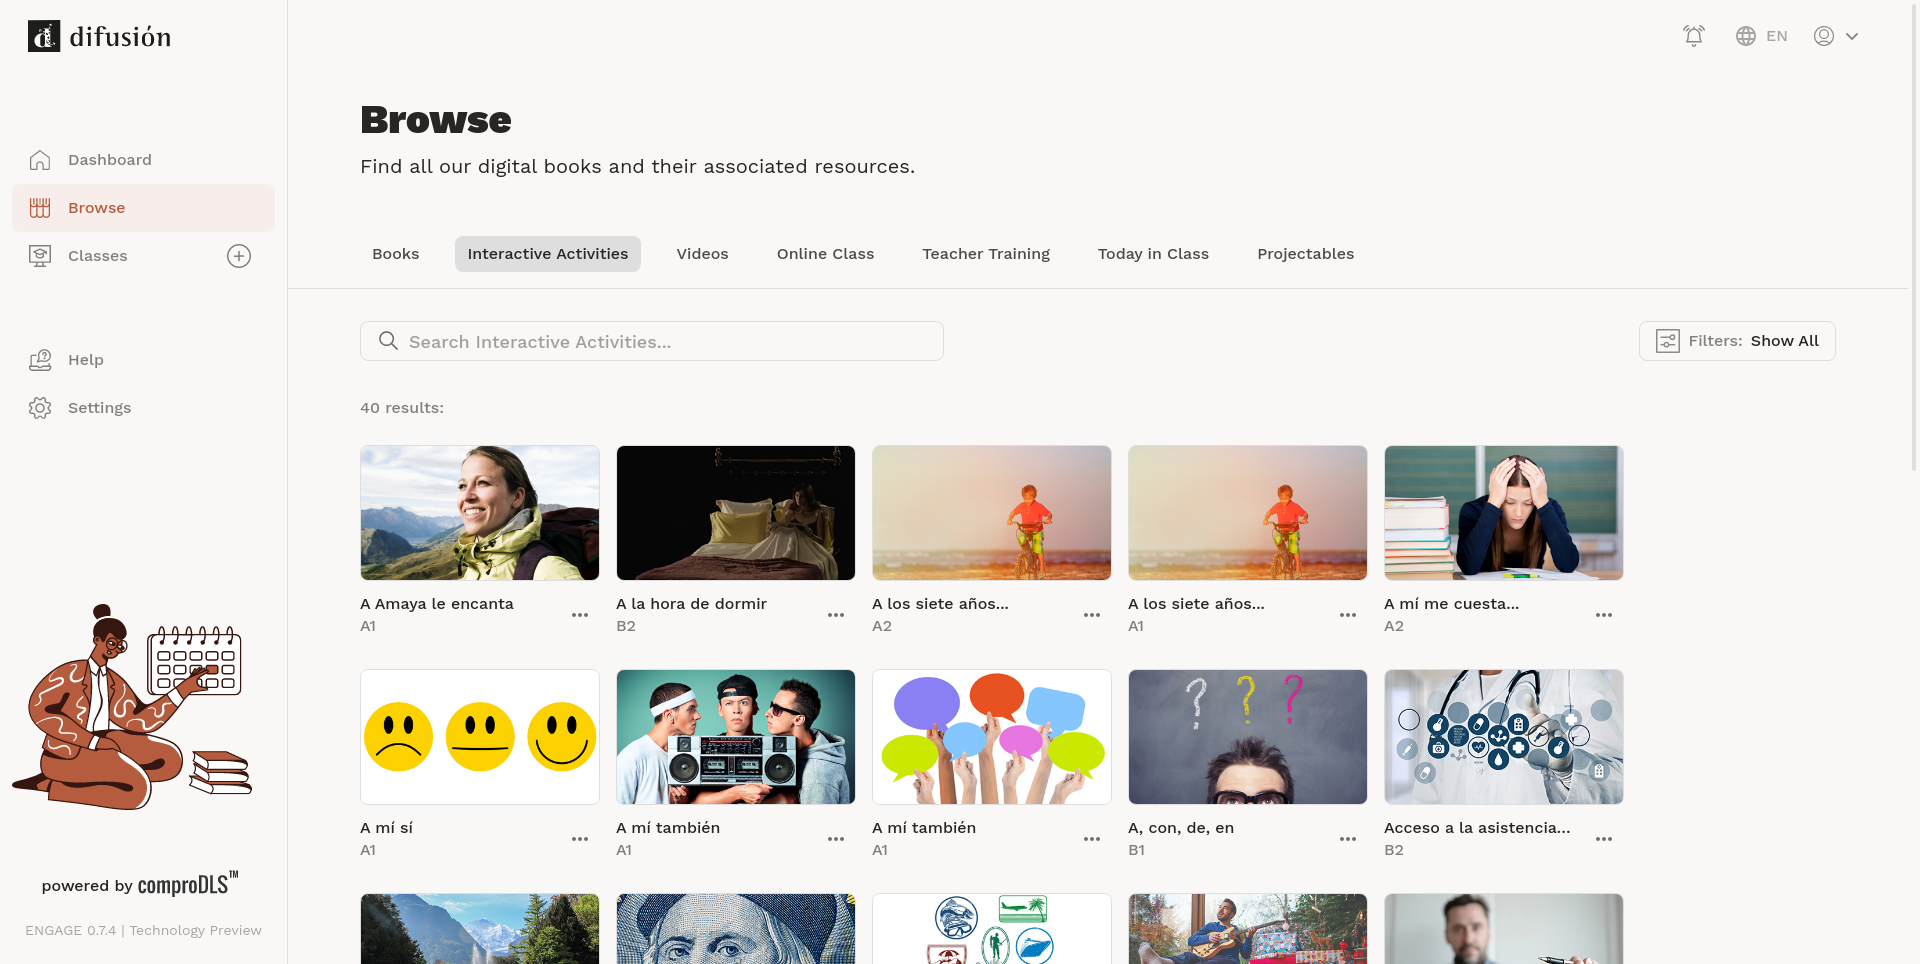 difusión
EN
Dashboard
Browse
Classes
Help
Settings
powered by comproDLS™
ENGAGE 0.7.4 | Technology Preview
Browse
Find all our digital books and their associated resources.
Books
Interactive Activities
Videos
Online Class
Teacher Training
Today in Class
Projectables
Search Interactive Activities...
Filters: Show All
40 results:
A Amaya le encanta
A1
A la hora de dormir
B2
A los siete años...
A2
A los siete años...
A1
A mí me cuesta...
A2
A mí sí
A1
A mí también
A1
A mí también
A1
A, con, de, en
B1
Acceso a la asistencia...
B2